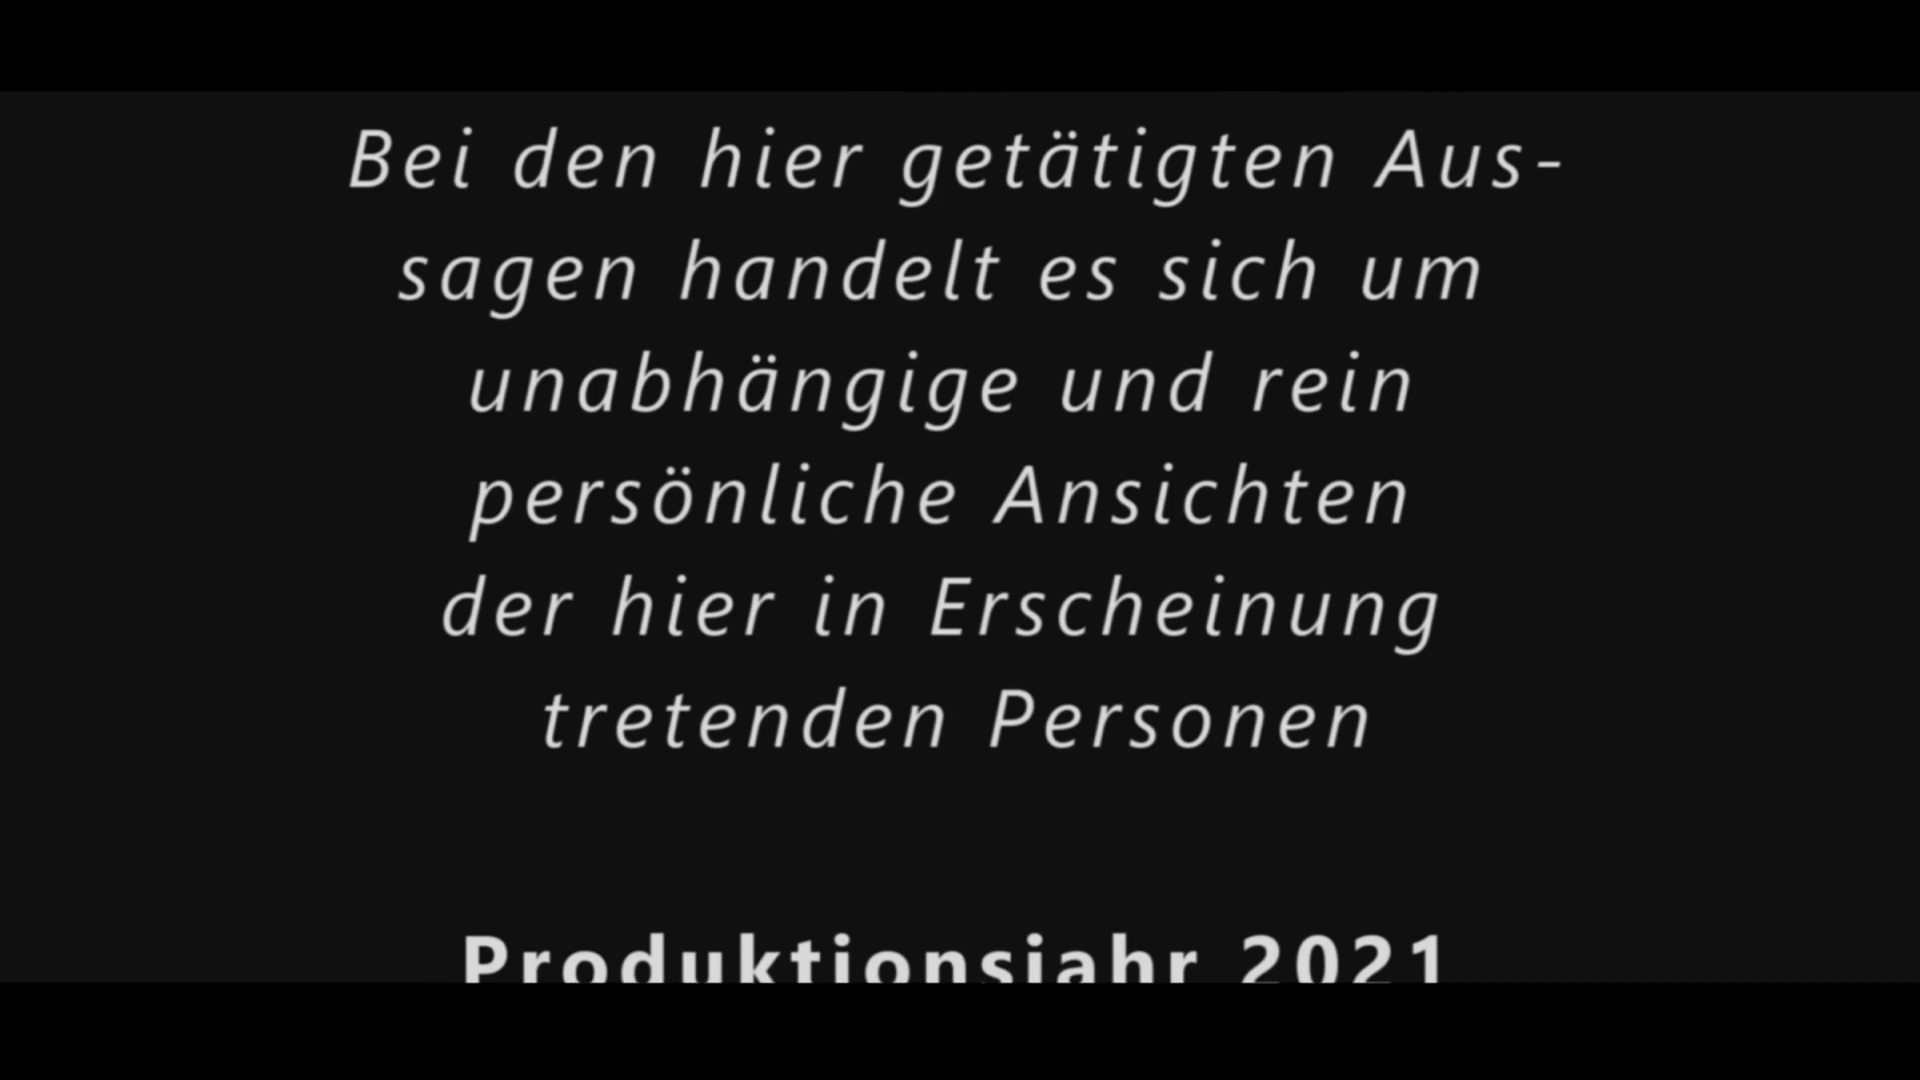 Bei den hier getätigten Aus-
sagen handelt es sich um
unabhängige und rein
persönliche Ansichten
der hier in Erscheinung
tretenden Personen
Produktionsjahr 2021